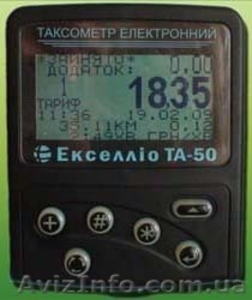 ТАКСОМЕТР ЕЛЕКТРОННИЙ
*ЗАЙНЯТО* 0,00
ДОДАТОК:
1 18.35
ТАРИФ
11:36 19.02.09
Екселліо ТА-50
+ # *
AvizInfo.com.ua